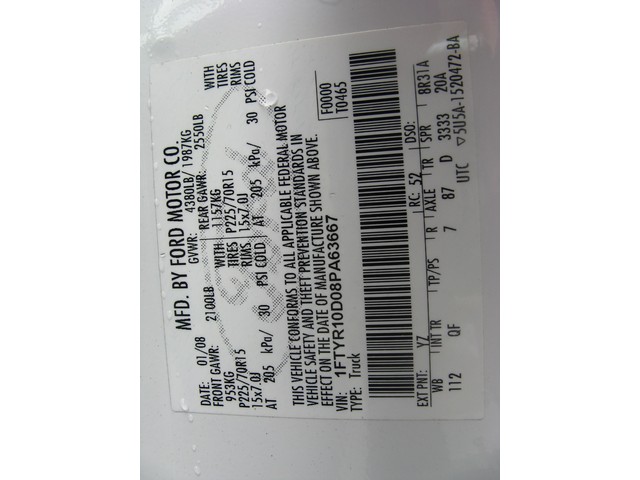 MFD. BY FORD MOTOR CO.
DATE: 01/08 GVWR: 4380LB/ 1987KG
FRONT GAWR: 2100LB REAR GAWR: 2550LB
953KG WITH 1157KG WITH
P225/70R15 TIRES P225/70R15 TIRES
15x7.0J RIMS 15x7.0J RIMS
AT 205 kPa/ 30 PSI COLD AT 205 kPa/ 30 PSI COLD
THIS VEHICLE CONFORMS TO ALL APPLICABLE FEDERAL MOTOR
VEHICLE SAFETY AND THEFT PREVENTION STANDARDS IN
EFFECT ON THE DATE OF MANUFACTURE SHOWN ABOVE.
VIN: 1FTYR10D08PA63667 F0000
TYPE: Truck T0465
EXT PNT: YZ RC: 52 DSO:
WB INT TR TP/PS R AXLE TR SPR 8R31A
112 QF 7 87 D 3333 20A
UTC ▽5U5A-1520472-BA